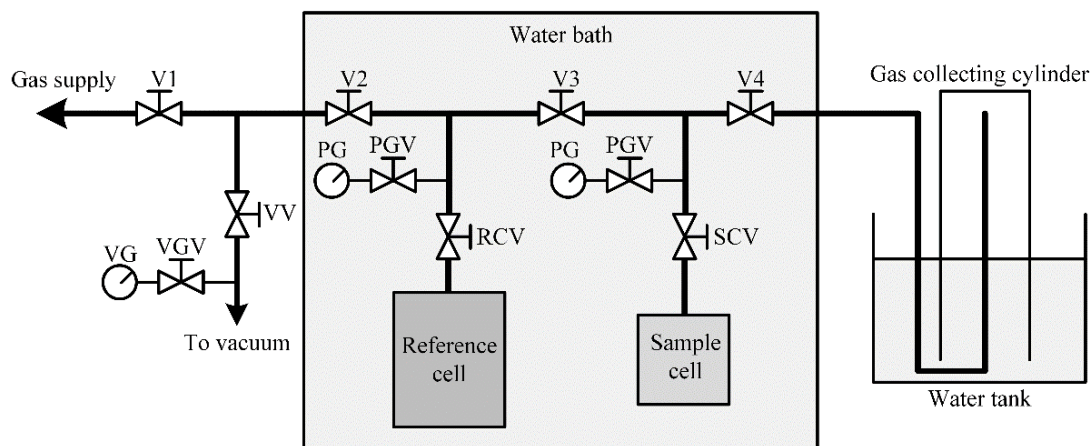 Water bath
Gas supply
V1
V2
V3
V4
Gas collecting cylinder
PG
PGV
PG
PGV
VV
RCV
SCV
VG
VGV
To vacuum
Reference
cell
Sample
cell
Water tank